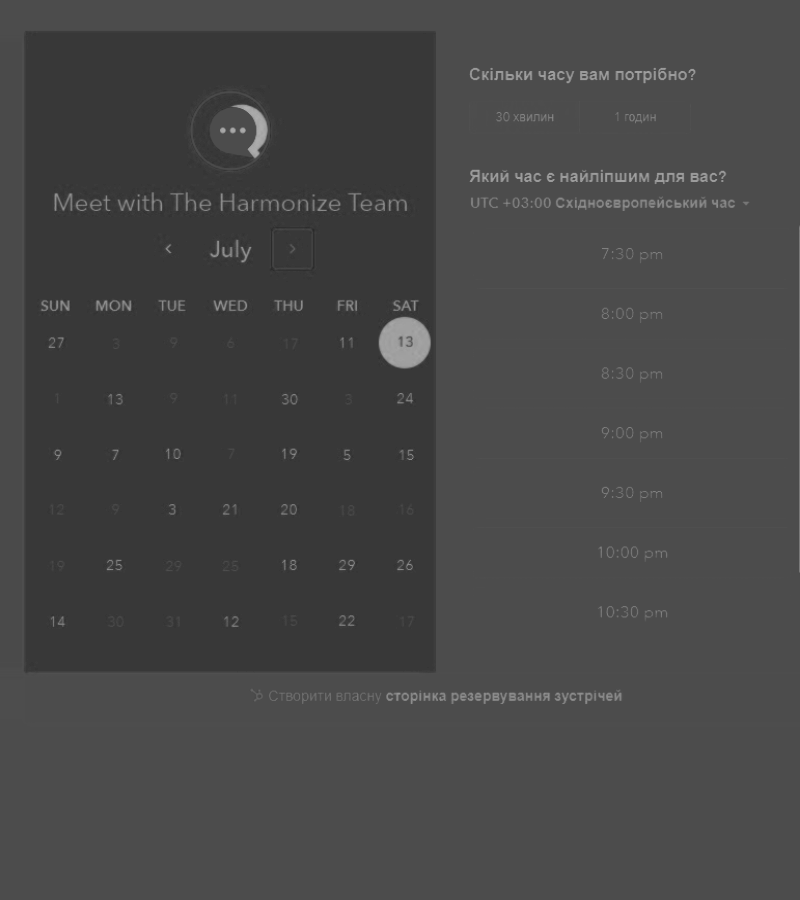 Meet with The Harmonize Team
July
SUN MON TUE WED THU FRI SAT
27 3 9 6 17 11 13
1 13 9 11 30 3 24
9 7 10 7 19 5 15
12 9 3 21 20 18 16
19 25 29 25 18 29 26
14 30 31 12 15 22 17
Скільки часу вам потрібно?
30 хвилин 1 годин
Який час є найліпшим для вас?
UTC +03:00 Східноєвропейський час
7:30 pm
8:00 pm
8:30 pm
9:00 pm
9:30 pm
10:00 pm
10:30 pm
Створити власну сторінка резервування зустрічей